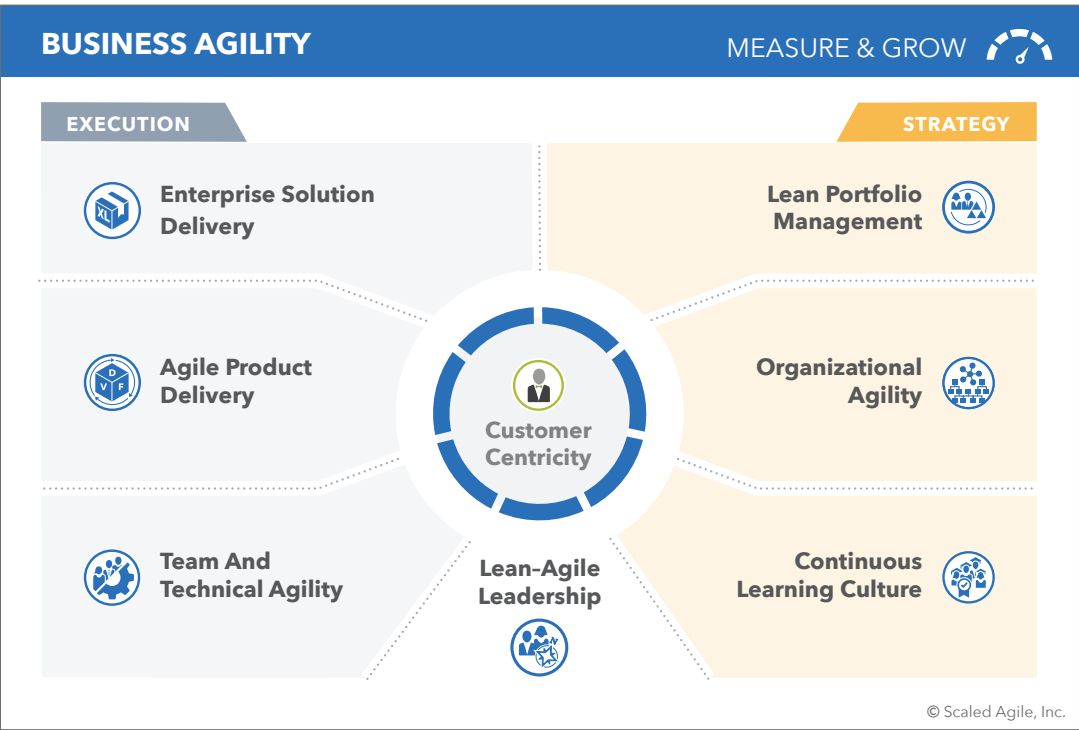 BUSINESS AGILITY
MEASURE & GROW
EXECUTION
STRATEGY
XL
Enterprise Solution
Delivery
Lean Portfolio
Management
D
V F
Agile Product
Delivery
Organizational
Agility
Customer
Centricity
Team And
Technical Agility
Lean–Agile
Leadership
N
Continuous
Learning Culture
© Scaled Agile, Inc.